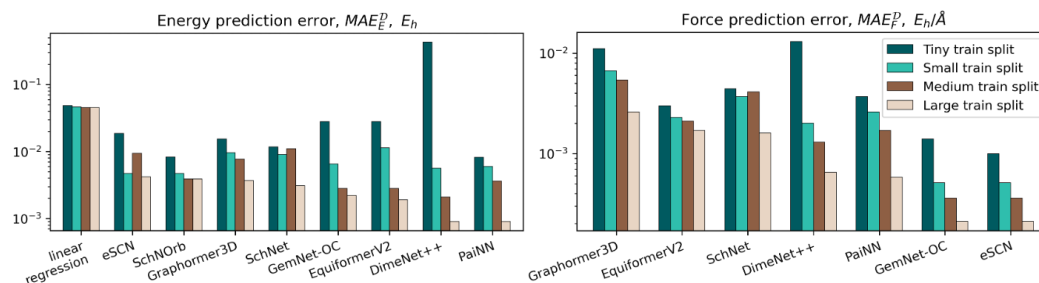 Energy prediction error, $MAE_E^{\mathcal{D}}$, $E_h$
10⁻¹
10⁻²
10⁻³
linear
regression
eSCN
SchNOrb
Graphormer3D
SchNet
GemNet-OC
EquiformerV2
DimeNet++
PaiNN
Force prediction error, $MAE_F^{\mathcal{D}}$, $E_h/Å$
10⁻²
10⁻³
Tiny train split
Small train split
Medium train split
Large train split
Graphormer3D
EquiformerV2
SchNet
DimeNet++
PaiNN
GemNet-OC
eSCN